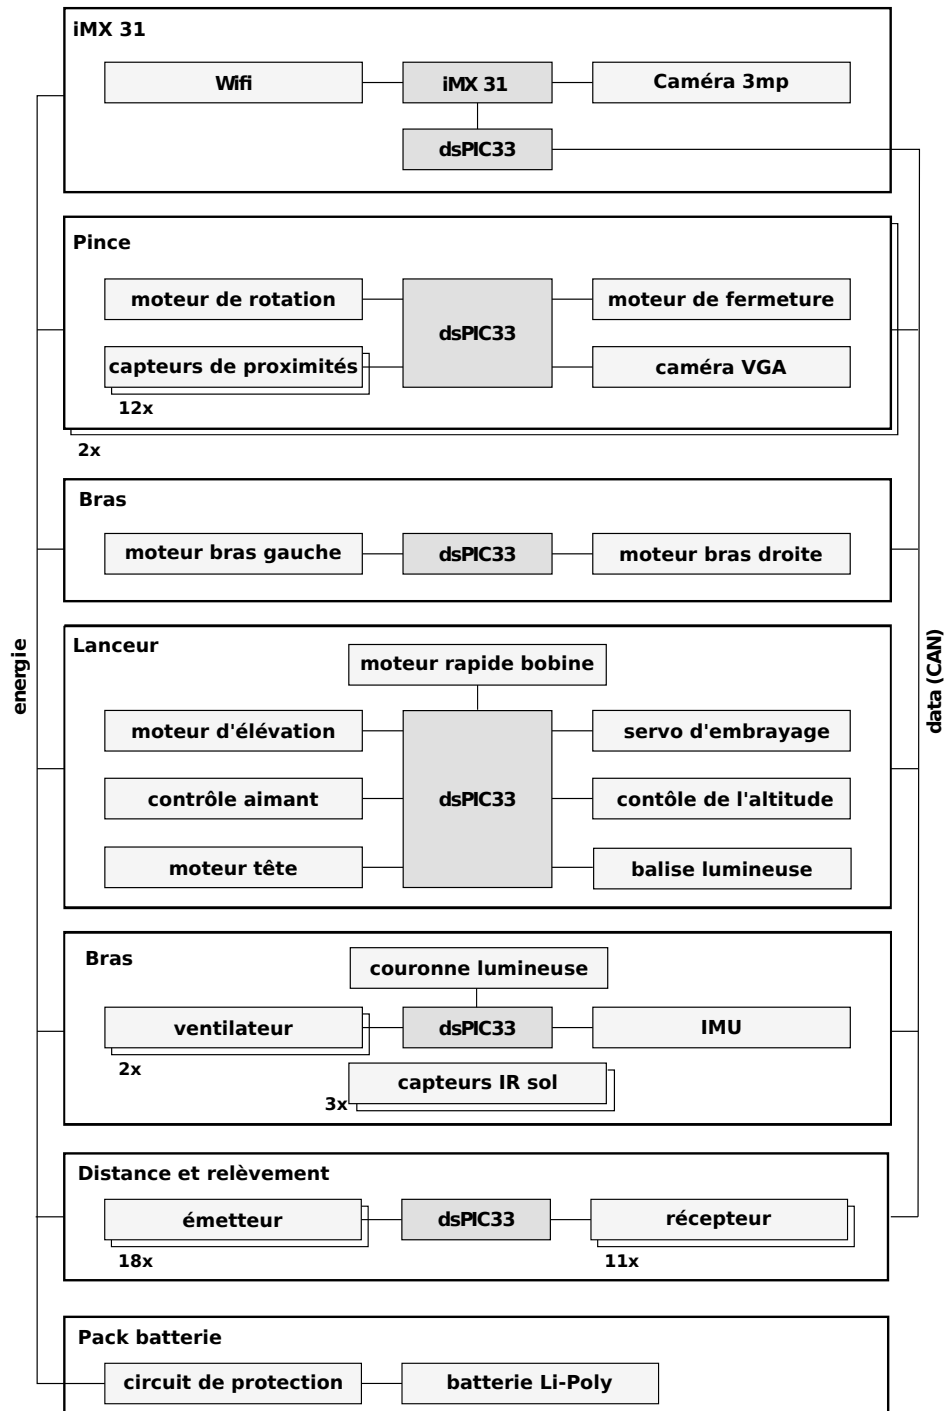 iMX 31
Wifi
iMX 31
Caméra 3mp
dsPIC33
Pince
moteur de rotation
dsPIC33
moteur de fermeture
capteurs de proximités
caméra VGA
12x
2x
Bras
moteur bras gauche
dsPIC33
moteur bras droite
energie
data (CAN)
Lanceur
moteur rapide bobine
moteur d'élévation
servo d'embrayage
contrôle aimant
dsPIC33
contôle de l'altitude
moteur tête
balise lumineuse
Bras
couronne lumineuse
ventilateur
dsPIC33
IMU
2x
capteurs IR sol
3x
Distance et relèvement
émetteur
dsPIC33
récepteur
18x
11x
Pack batterie
circuit de protection
batterie Li-Poly